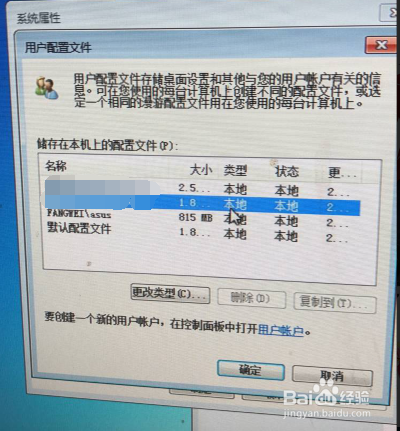 系统属性
用户配置文件
用户配置文件存储桌面设置和其他与您的用户帐户有关的信
息。可在您使用的每台计算机上创建不同的配置文件，或选
定一个相同的漫游配置文件用在您使用的每台计算机上。
储存在本机上的配置文件(P):
名称 大小 类型 状态 更...
2.5... 本地 本地 2...
1.8... 本地 本地 2...
FANGWEI\asus 815 MB 本地 本地 2...
默认配置文件 1.8... 本地 本地 2...
更改类型(C)... 删除(D) 复制到(T)...
要创建一个新的用户帐户，在控制面板中打开用户帐户。
确定 取消
Baidu经验
jingyan.baidu.com